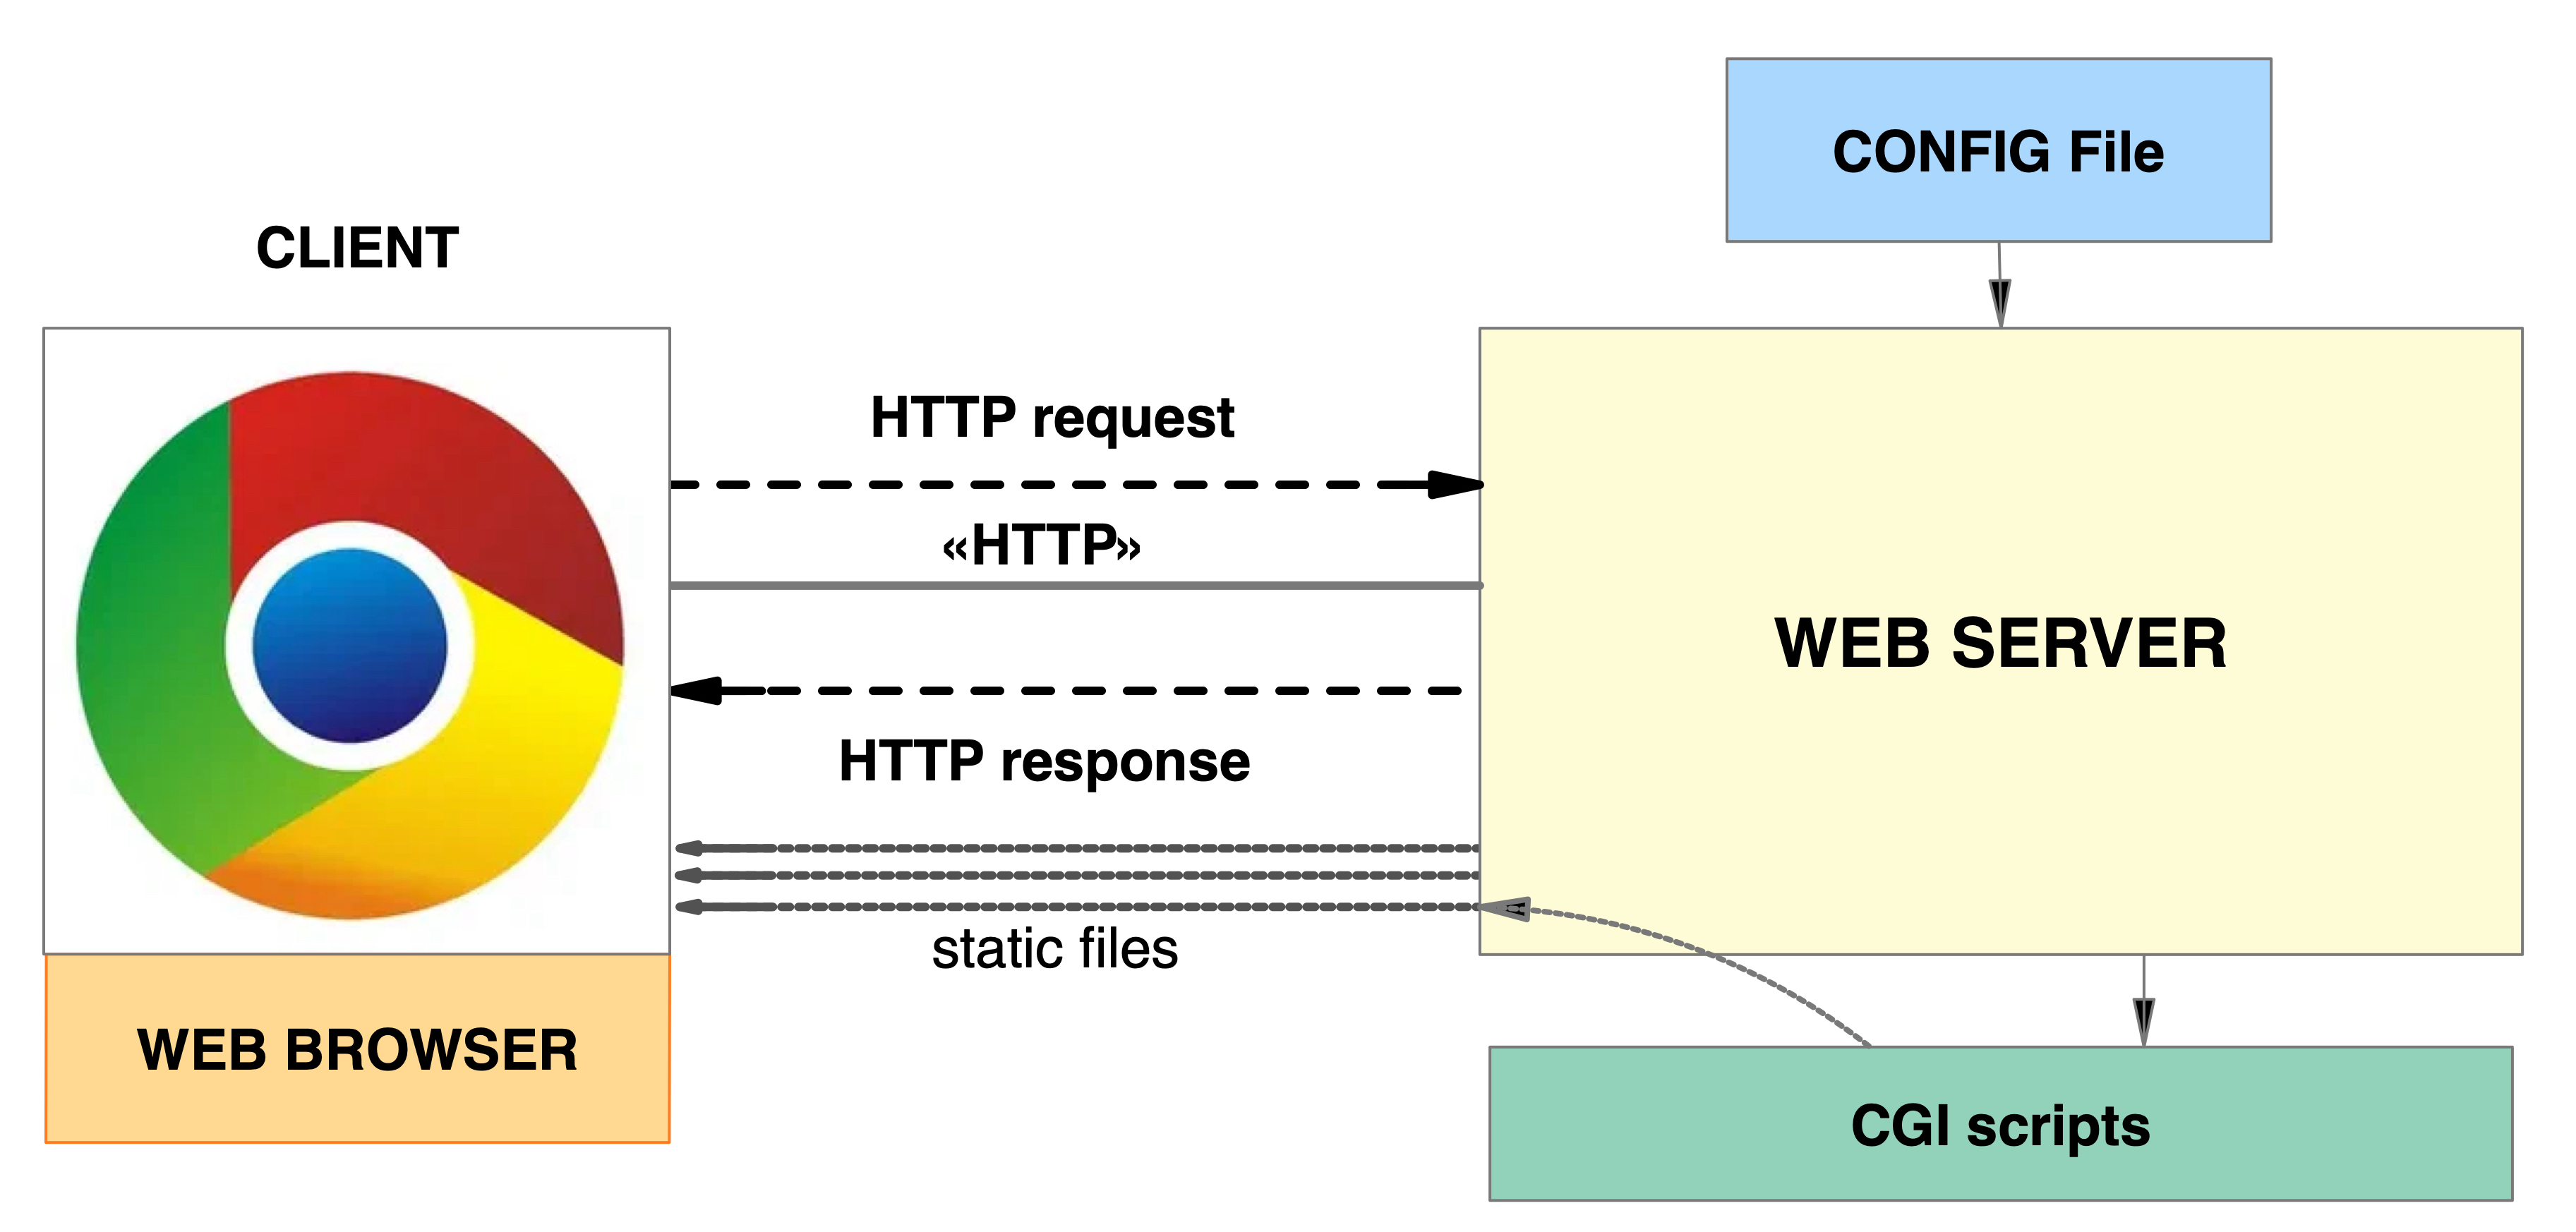 CONFIG File
CLIENT
HTTP request
«HTTP»
WEB SERVER
HTTP response
static files
WEB BROWSER
CGI scripts